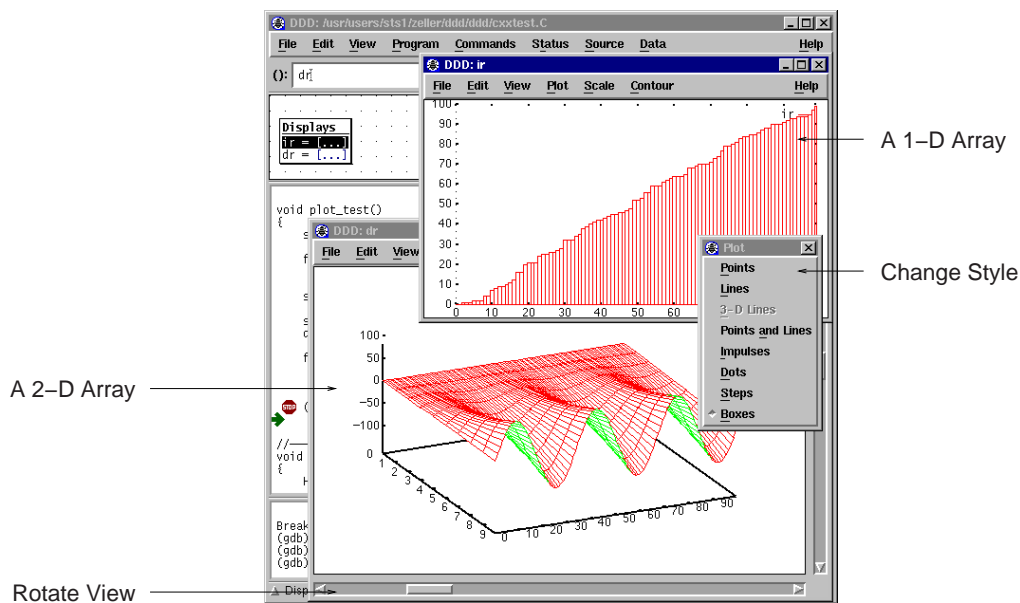 DDD: /usr/users/sts1/zeller/ddd/ddd/cxxtest.C
File Edit View Program Commands Status Source Data Help
(): dr
DDD: ir
File Edit View Plot Scale Contour Help
Displays
ir = [...]
dr = [...]
100
90
80
70
60
50
40
30
20
10
0
ir
0 10 20 30 40 50 60
A 1–D Array
void plot_test()
{
s
f
s
s
d
f
(
//
void
{
H
DDD: dr
File Edit View
Plot
Points
Lines
3-D Lines
Points and Lines
Impulses
Dots
Steps
Boxes
Change Style
A 2–D Array
100
50
0
−50
−100
0
1
2
3
4
5
6
7
8
9
0 10 20 30 40 50 60 70 80 90
Break
(gdb)
(gdb)
(gdb)
Disp
Rotate View